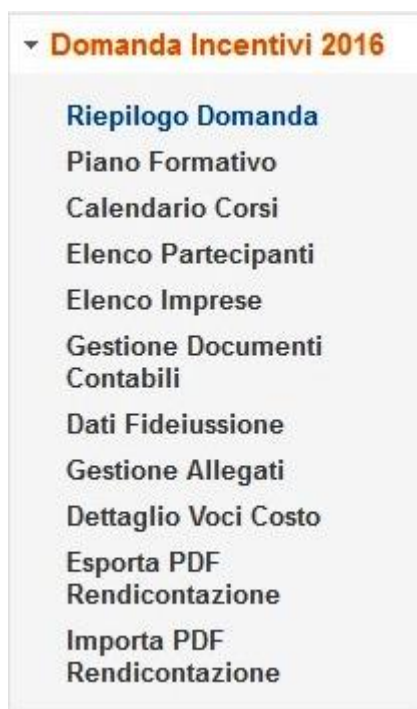 Domanda Incentivi 2016
Riepilogo Domanda
Piano Formativo
Calendario Corsi
Elenco Partecipanti
Elenco Imprese
Gestione Documenti
Contabili
Dati Fideiussione
Gestione Allegati
Dettaglio Voci Costo
Esporta PDF
Rendicontazione
Importa PDF
Rendicontazione